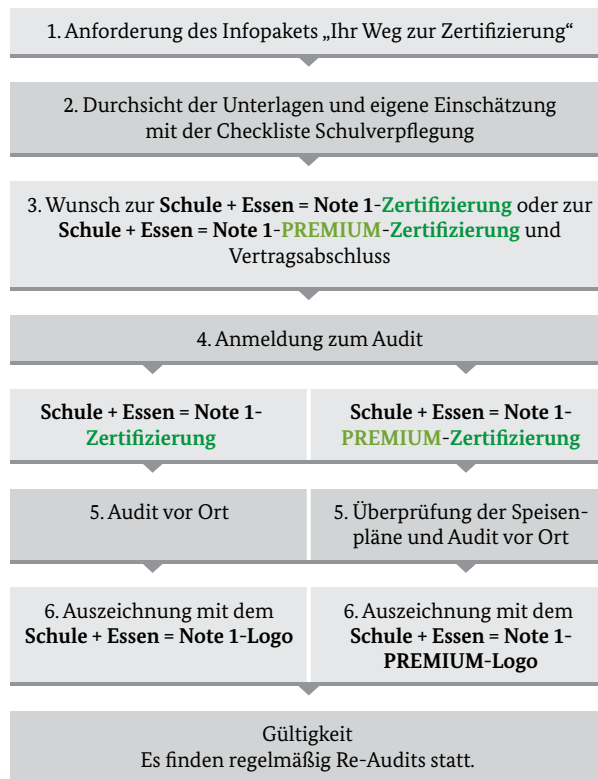 1. Anforderung des Infopakets „Ihr Weg zur Zertifizierung“
2. Durchsicht der Unterlagen und eigene Einschätzung
mit der Checkliste Schulverpflegung
3. Wunsch zur Schule + Essen = Note 1-Zertifizierung oder zur
Schule + Essen = Note 1-PREMIUM-Zertifizierung und
Vertragsabschluss
4. Anmeldung zum Audit
Schule + Essen = Note 1-
Zertifizierung
Schule + Essen = Note 1-
PREMIUM-Zertifizierung
5. Audit vor Ort
5. Überprüfung der Speisen-
pläne und Audit vor Ort
6. Auszeichnung mit dem
Schule + Essen = Note 1-Logo
6. Auszeichnung mit dem
Schule + Essen = Note 1-
PREMIUM-Logo
Gültigkeit
Es finden regelmäßig Re-Audits statt.